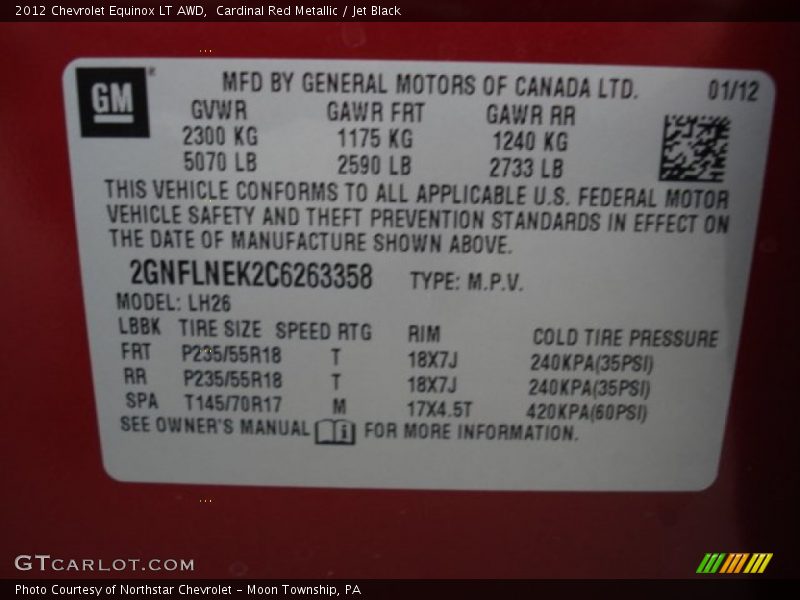 2012 Chevrolet Equinox LT AWD,  Cardinal Red Metallic / Jet Black
GM
MFD BY GENERAL MOTORS OF CANADA LTD. 01/12
GVWR GAWR FRT GAWR RR
2300 KG 1175 KG 1240 KG
5070 LB 2590 LB 2733 LB
THIS VEHICLE CONFORMS TO ALL APPLICABLE U.S. FEDERAL MOTOR
VEHICLE SAFETY AND THEFT PREVENTION STANDARDS IN EFFECT ON
THE DATE OF MANUFACTURE SHOWN ABOVE.
2GNFLNEK2C6263358 TYPE: M.P.V.
MODEL: LH26
LBBK TIRE SIZE SPEED RTG RIM COLD TIRE PRESSURE
FRT P235/55R18 T 18X7J 240KPA(35PSI)
RR P235/55R18 T 18X7J 240KPA(35PSI)
SPA T145/70R17 M 17X4.5T 420KPA(60PSI)
SEE OWNER'S MANUAL i FOR MORE INFORMATION.
GTCARLOT.COM
Photo Courtesy of Northstar Chevrolet - Moon Township, PA